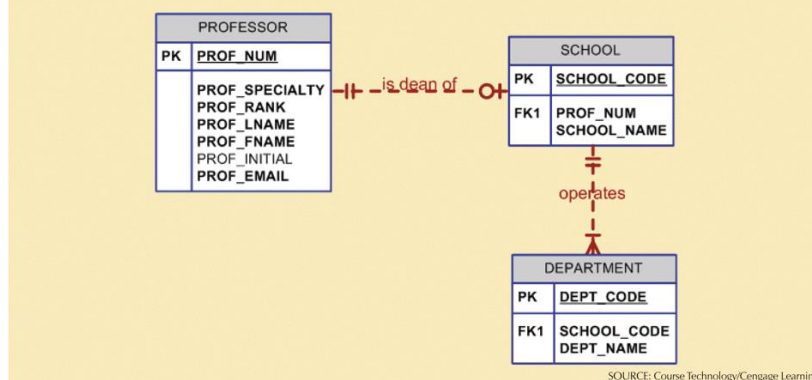 PROFESSOR
PK PROF_NUM
PROF_SPECIALTY
PROF_RANK
PROF_LNAME
PROF_FNAME
PROF_INITIAL
PROF_EMAIL
is dean of
SCHOOL
PK SCHOOL_CODE
FK1 PROF_NUM
SCHOOL_NAME
operates
DEPARTMENT
PK DEPT_CODE
FK1 SCHOOL_CODE
DEPT_NAME
SOURCE: Course Technology/Cengage Learnin